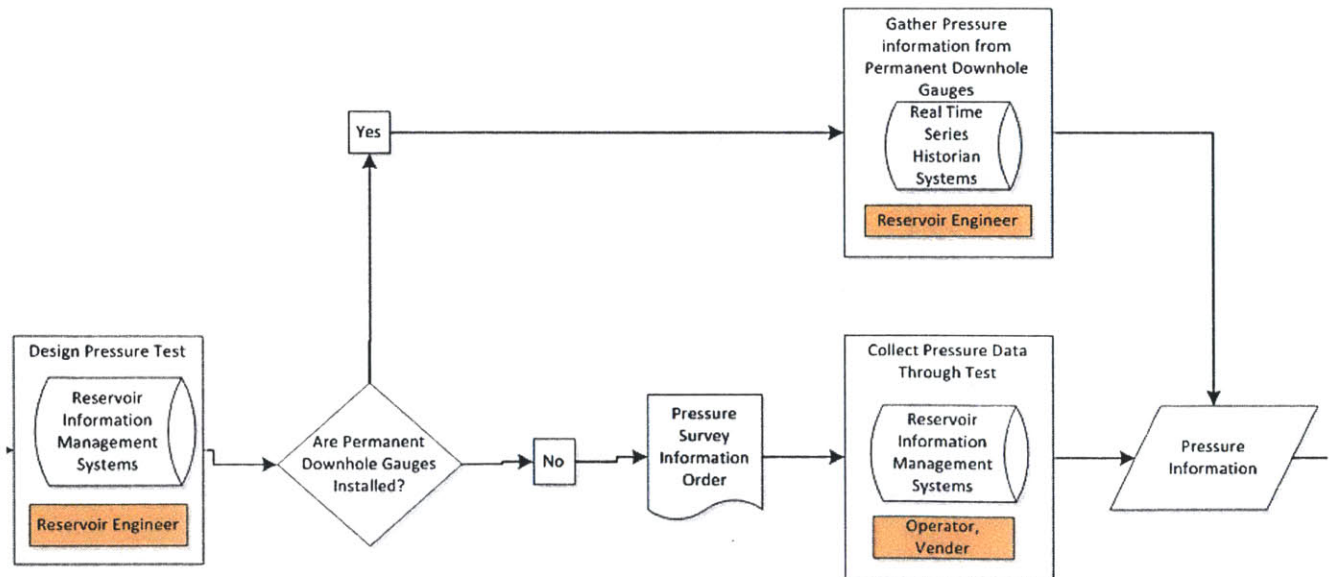 Gather Pressure
information from
Permanent Downhole
Gauges
Real Time
Series
Historian
Systems
Reservoir Engineer
Yes
Design Pressure Test
Reservoir
Information
Management
Systems
Reservoir Engineer
Are Permanent
Downhole Gauges
Installed?
No
Pressure
Survey
Information
Order
Collect Pressure Data
Through Test
Reservoir
Information
Management
Systems
Operator,
Vender
Pressure
Information